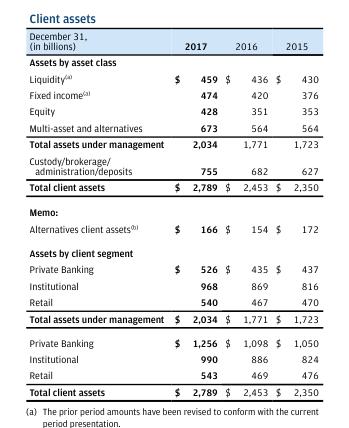 Client assets
December 31,
(in billions) 2017 2016 2015
Assets by asset class
Liquidity(a) $ 459 $ 436 $ 430
Fixed income(a) 474 420 376
Equity 428 351 353
Multi-asset and alternatives 673 564 564
Total assets under management 2,034 1,771 1,723
Custody/brokerage/
administration/deposits 755 682 627
Total client assets $ 2,789 $ 2,453 $ 2,350
Memo:
Alternatives client assets(b) $ 166 $ 154 $ 172
Assets by client segment
Private Banking $ 526 $ 435 $ 437
Institutional 968 869 816
Retail 540 467 470
Total assets under management $ 2,034 $ 1,771 $ 1,723
Private Banking $ 1,256 $ 1,098 $ 1,050
Institutional 990 886 824
Retail 543 469 476
Total client assets $ 2,789 $ 2,453 $ 2,350
(a) The prior period amounts have been revised to conform with the current
period presentation.